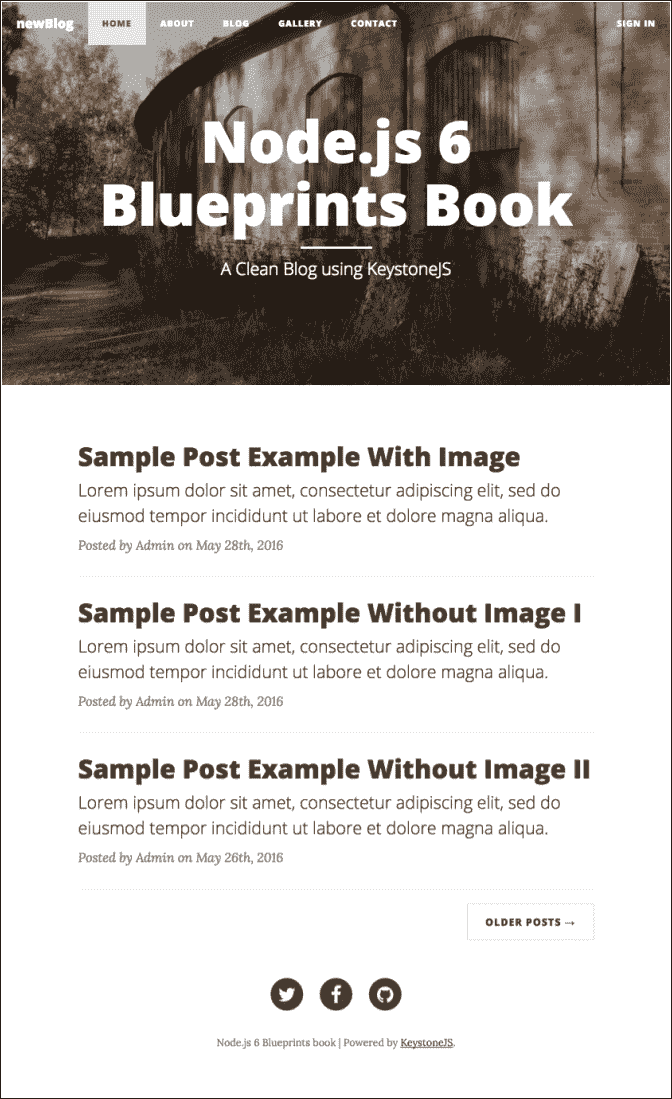 newBlog HOME ABOUT BLOG GALLERY CONTACT SIGN IN
Node.js 6
Blueprints Book
A Clean Blog using KeystoneJS
Sample Post Example With Image
Lorem ipsum dolor sit amet, consectetur adipiscing elit, sed do
eiusmod tempor incididunt ut labore et dolore magna aliqua.
Posted by Admin on May 28th, 2016
Sample Post Example Without Image I
Lorem ipsum dolor sit amet, consectetur adipiscing elit, sed do
eiusmod tempor incididunt ut labore et dolore magna aliqua.
Posted by Admin on May 28th, 2016
Sample Post Example Without Image II
Lorem ipsum dolor sit amet, consectetur adipiscing elit, sed do
eiusmod tempor incididunt ut labore et dolore magna aliqua.
Posted by Admin on May 26th, 2016
OLDER POSTS →
Node.js 6 Blueprints book | Powered by KeystoneJS.